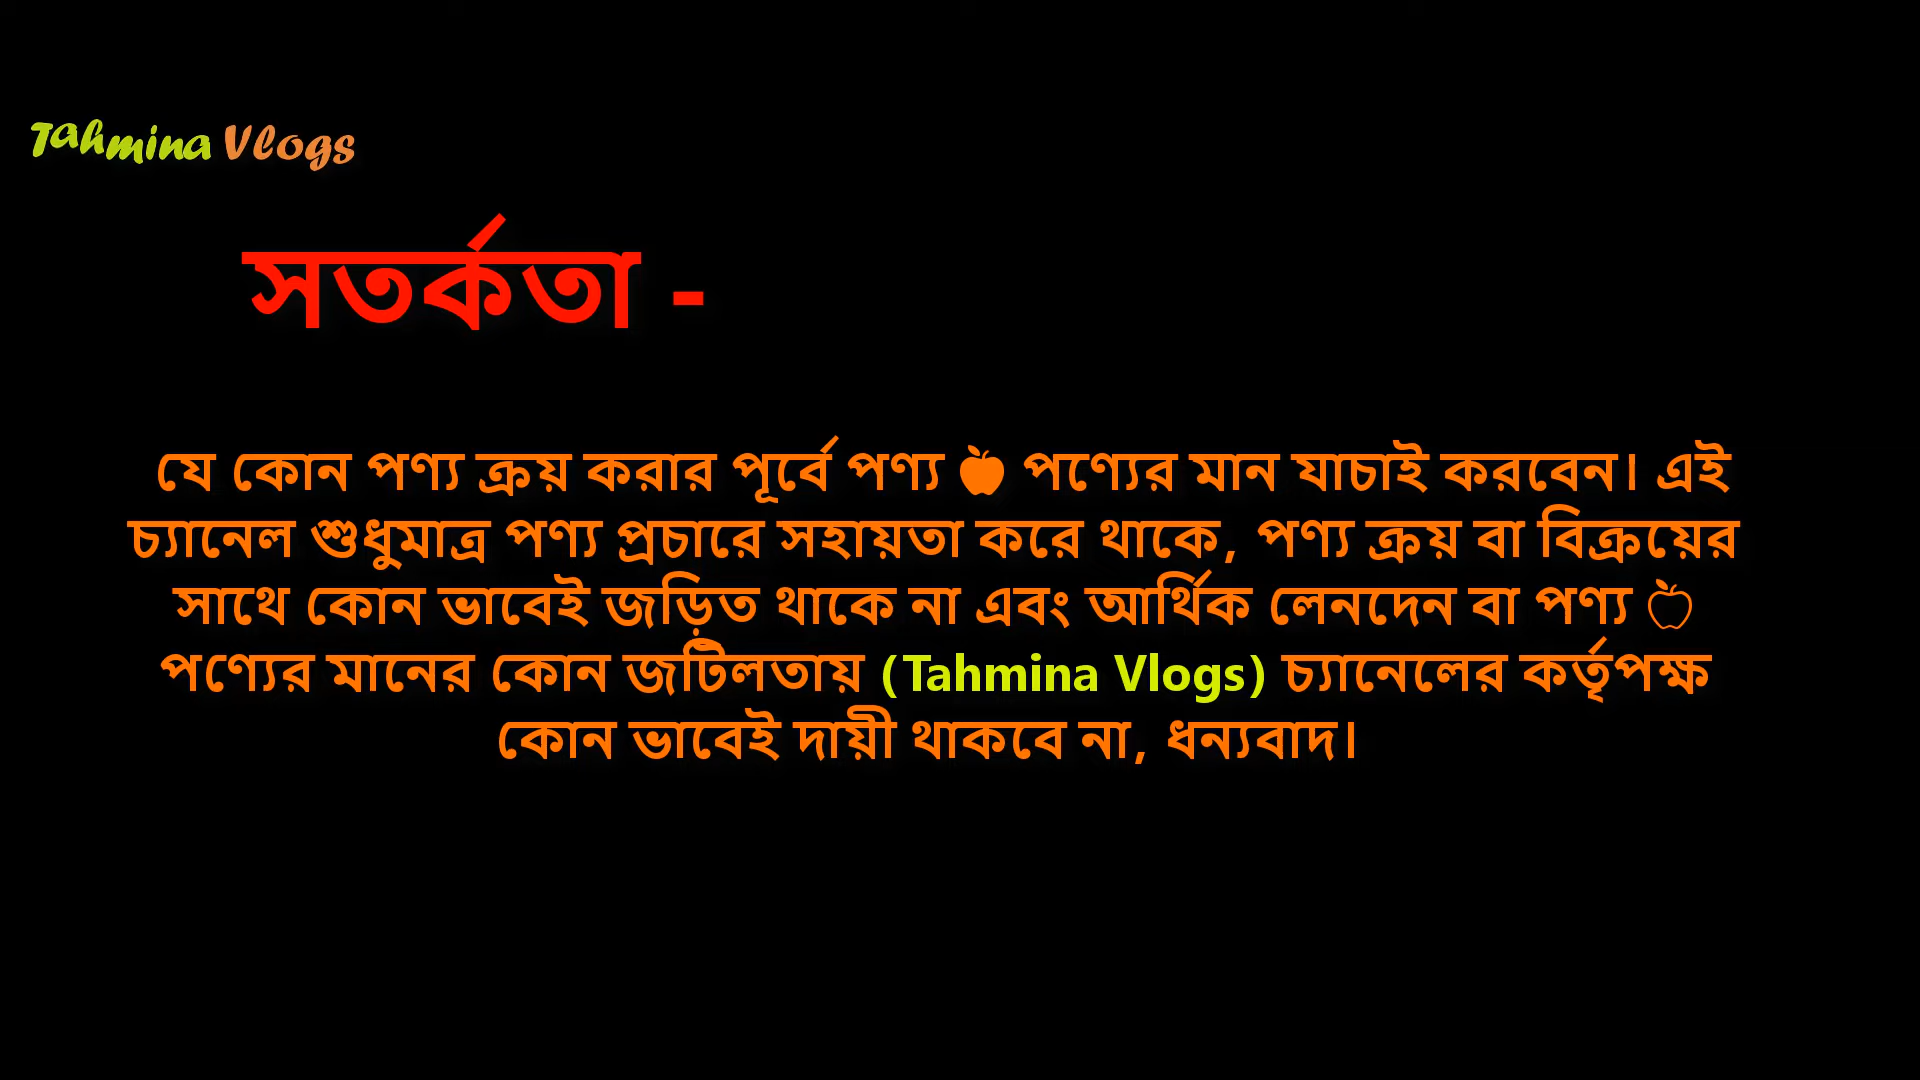 Tahmina Vlogs
সতর্কতা -
যে কোন পণ্য ক্রয় করার পূর্বে পণ্য 🍎 পণ্যের মান যাচাই করবেন। এই
চ্যানেল শুধুমাত্র পণ্য প্রচারে সহায়তা করে থাকে, পণ্য ক্রয় বা বিক্রয়ের
সাথে কোন ভাবেই জড়িত থাকে না এবং আর্থিক লেনদেন বা পণ্য 🍎
পণ্যের মানের কোন জটিলতায় (Tahmina Vlogs) চ্যানেলের কর্তৃপক্ষ
কোন ভাবেই দায়ী থাকবে না, ধন্যবাদ।